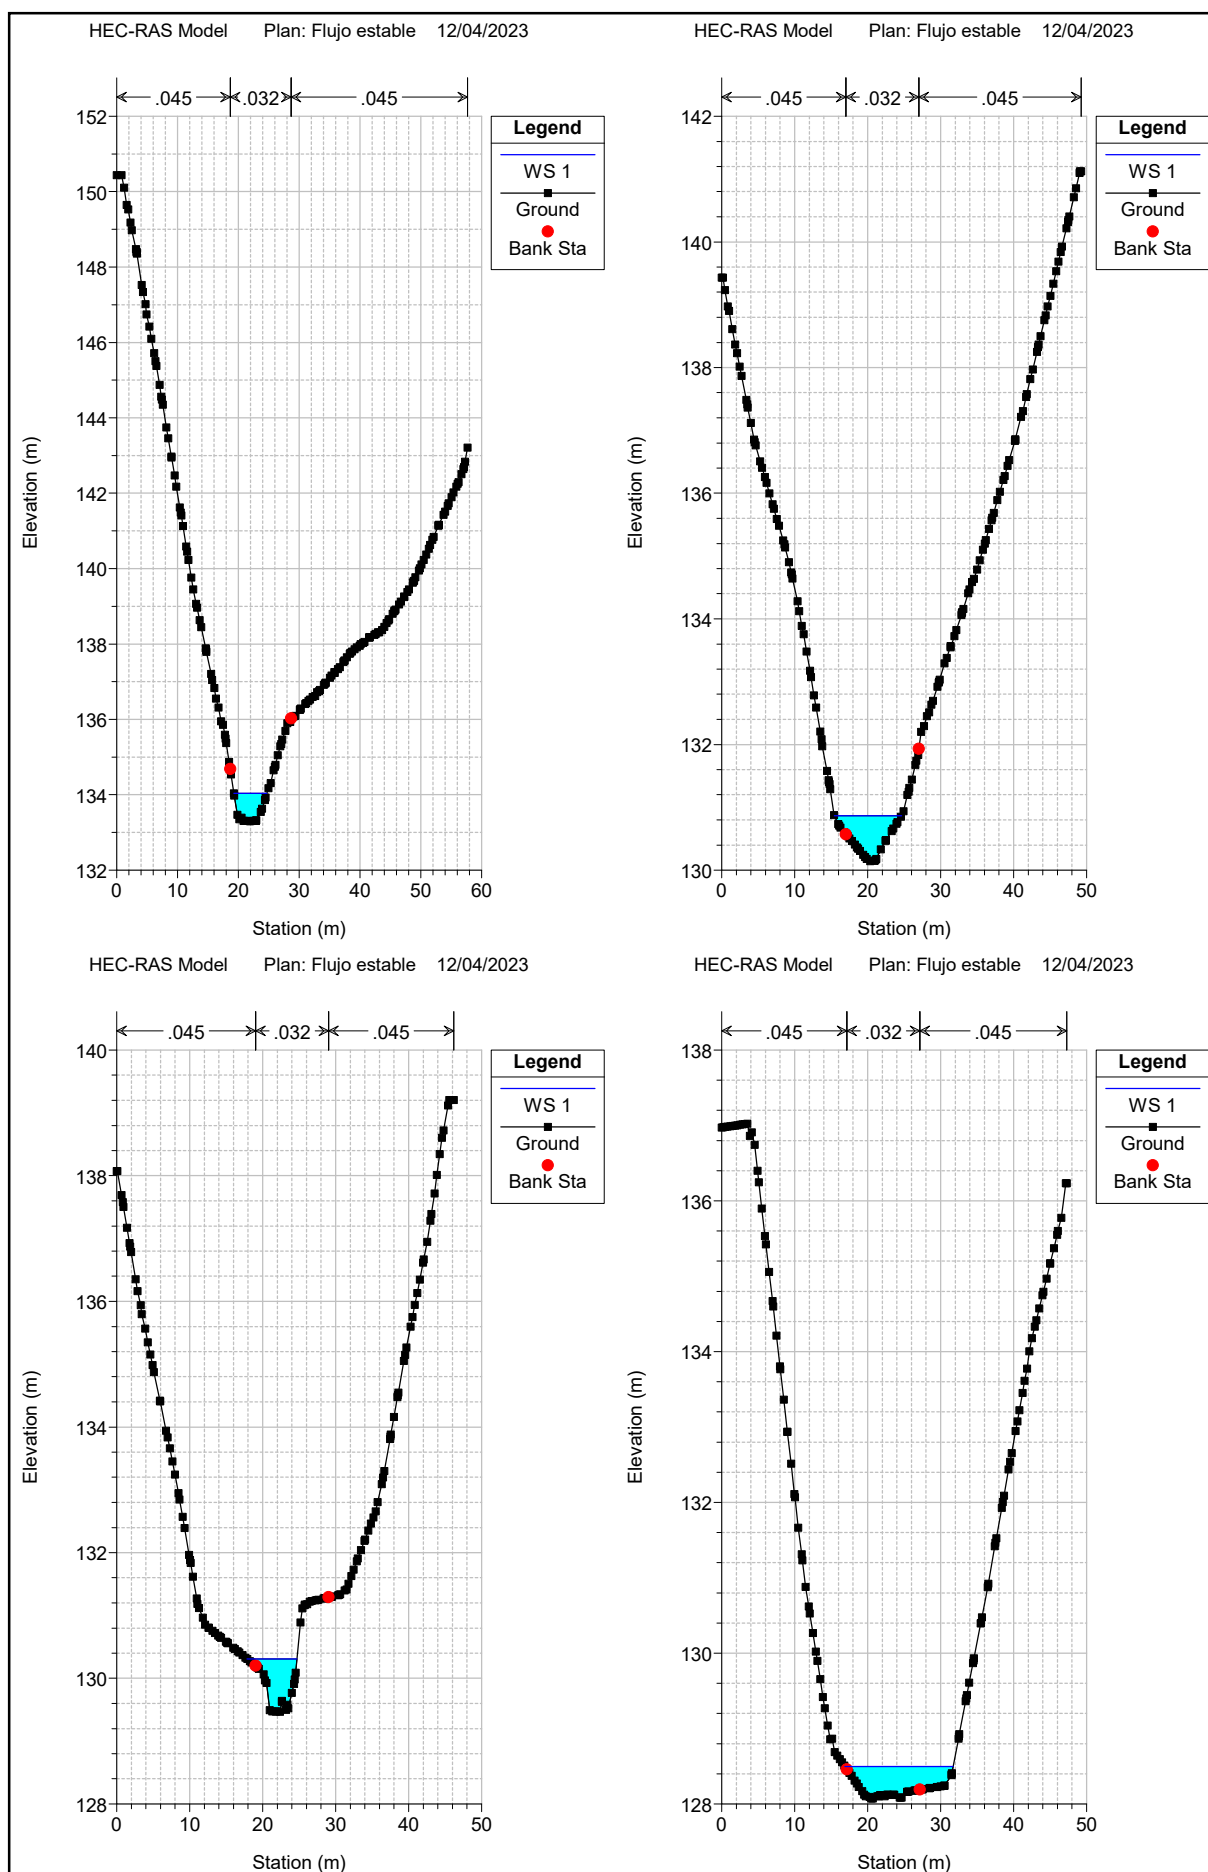 HEC-RAS Model Plan: Flujo estable 12/04/2023
.045 .032 .045
152
150
148
146
144
142
140
138
136
134
132
Elevation (m)
0 10 20 30 40 50 60
Station (m)
Legend
WS 1
Ground
Bank Sta
HEC-RAS Model Plan: Flujo estable 12/04/2023
.045 .032 .045
142
140
138
136
134
132
130
Elevation (m)
0 10 20 30 40 50
Station (m)
Legend
WS 1
Ground
Bank Sta
HEC-RAS Model Plan: Flujo estable 12/04/2023
.045 .032 .045
140
138
136
134
132
130
128
Elevation (m)
0 10 20 30 40 50
Station (m)
Legend
WS 1
Ground
Bank Sta
HEC-RAS Model Plan: Flujo estable 12/04/2023
.045 .032 .045
138
136
134
132
130
128
Elevation (m)
0 10 20 30 40 50
Station (m)
Legend
WS 1
Ground
Bank Sta